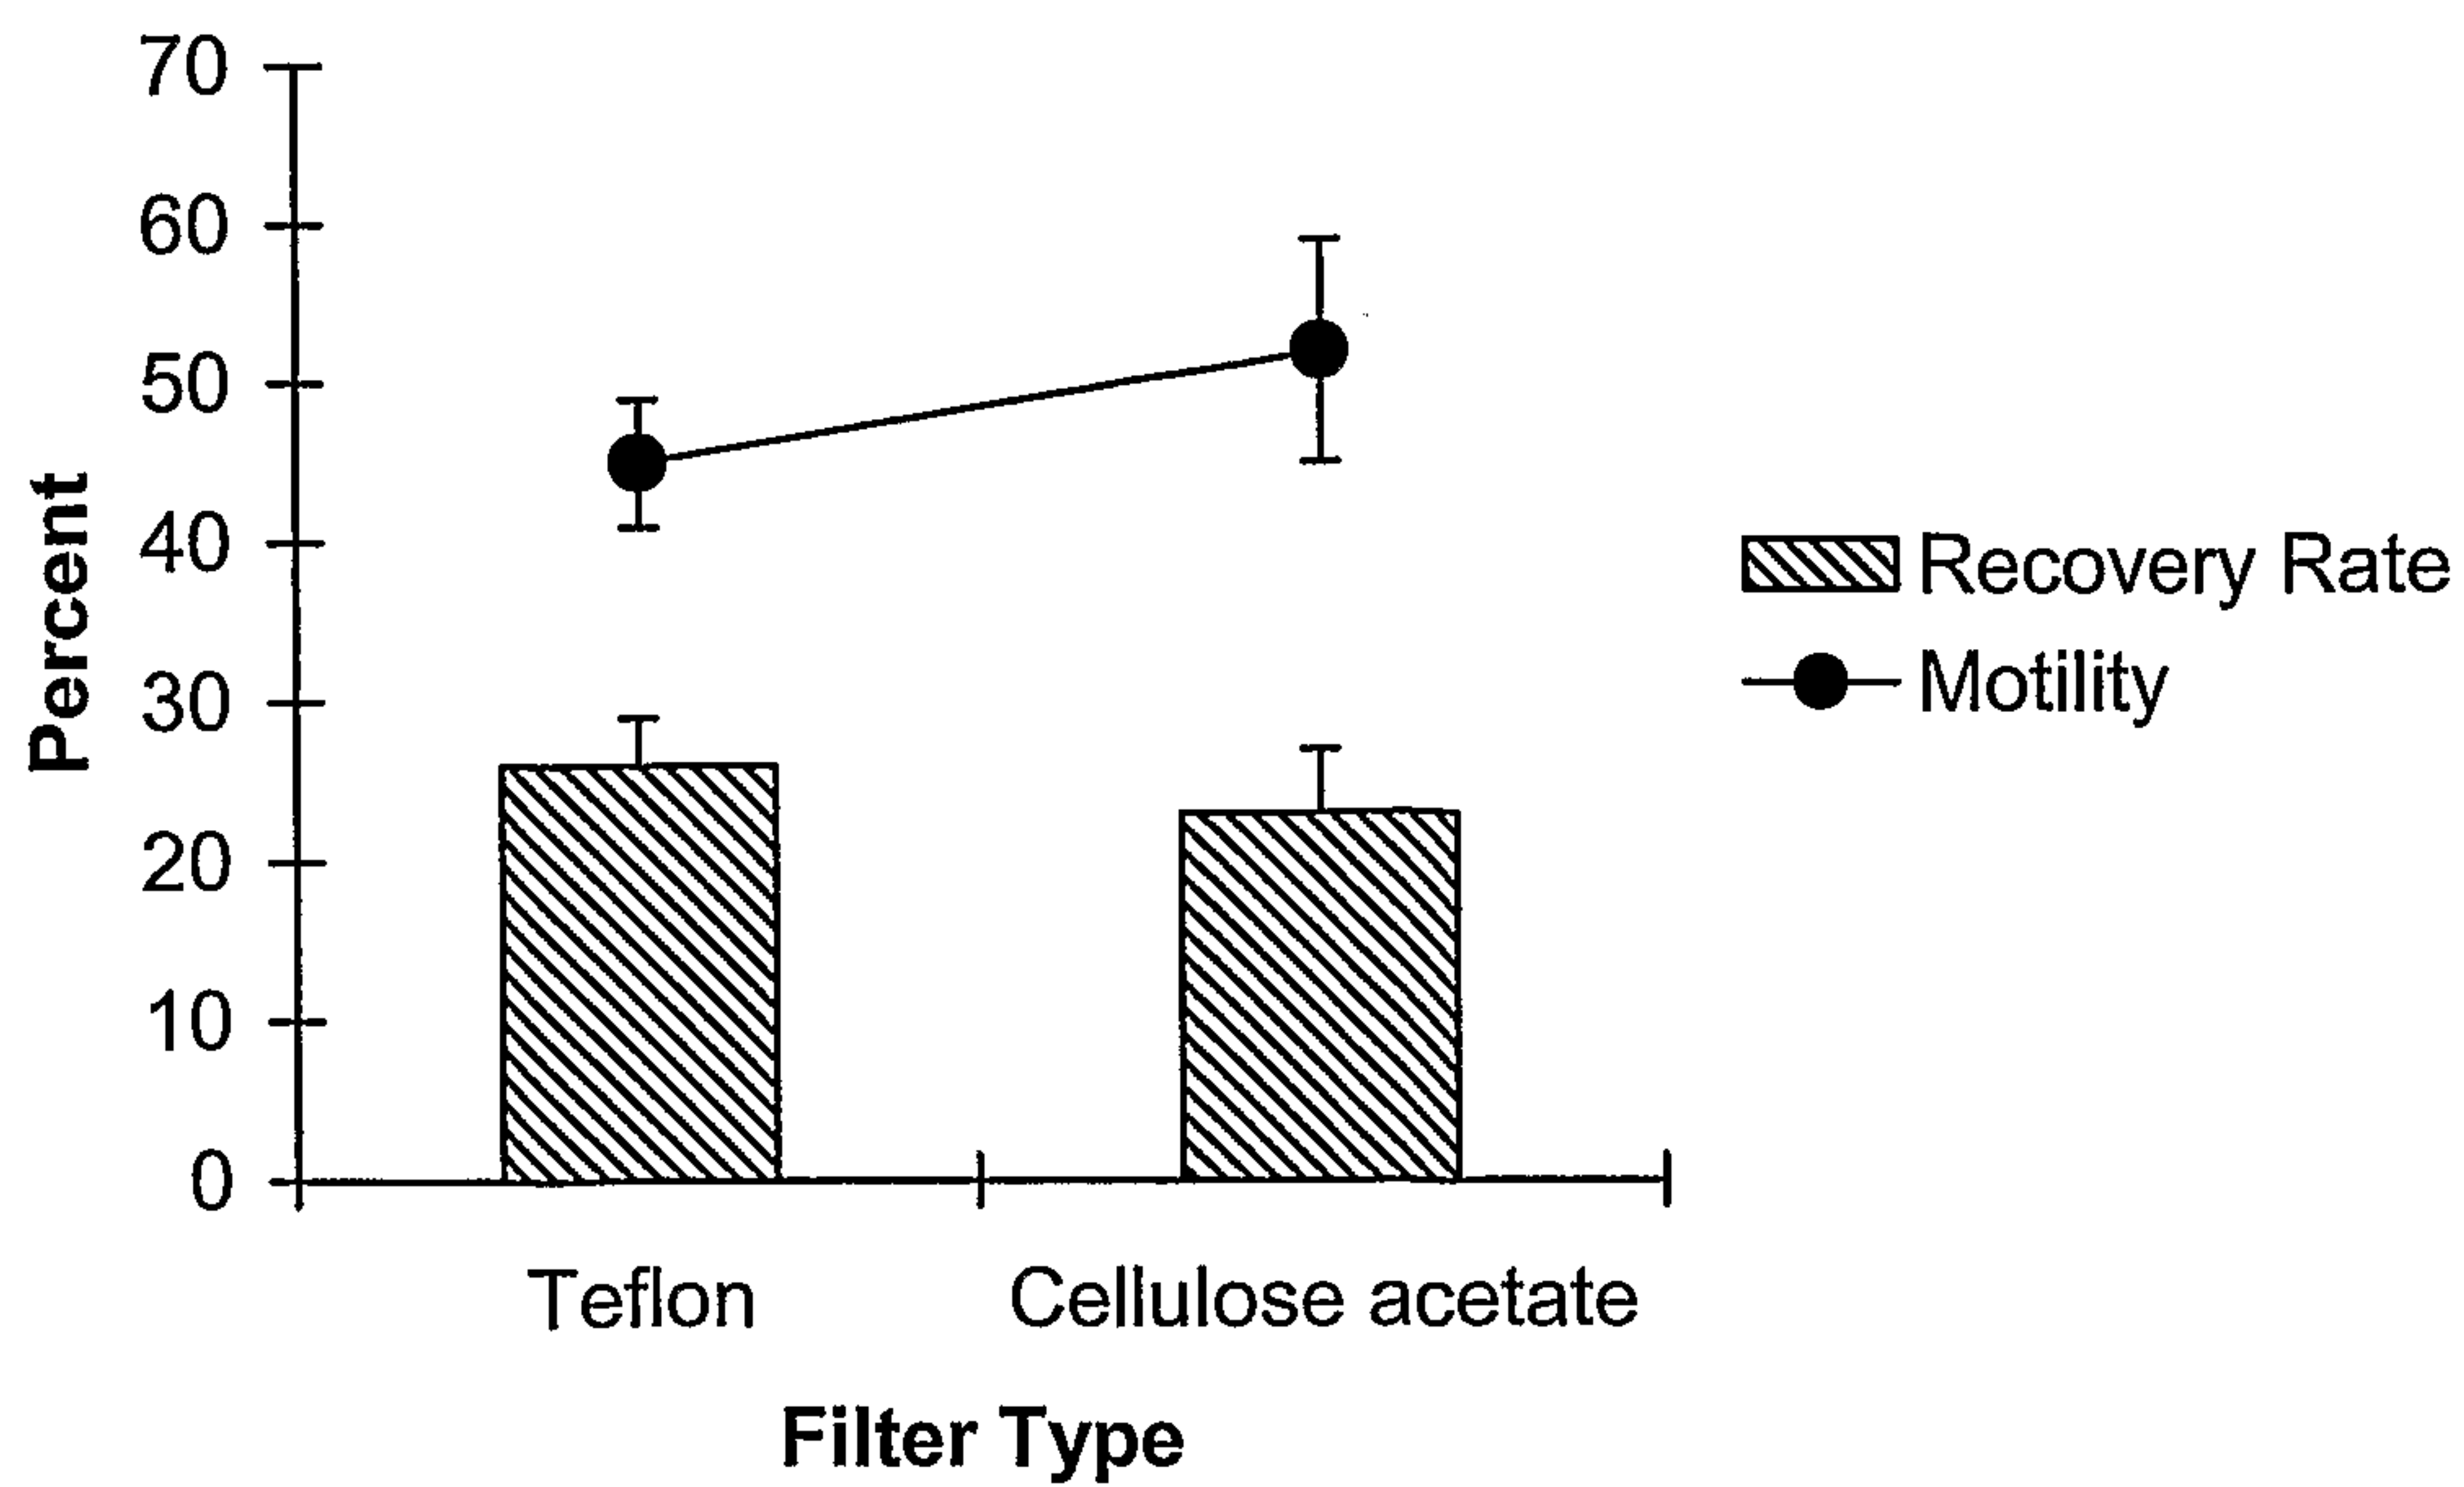 70
60
50
40
30
20
10
0
Percent
Recovery Rate
Motility
Teflon
Cellulose acetate
Filter Type